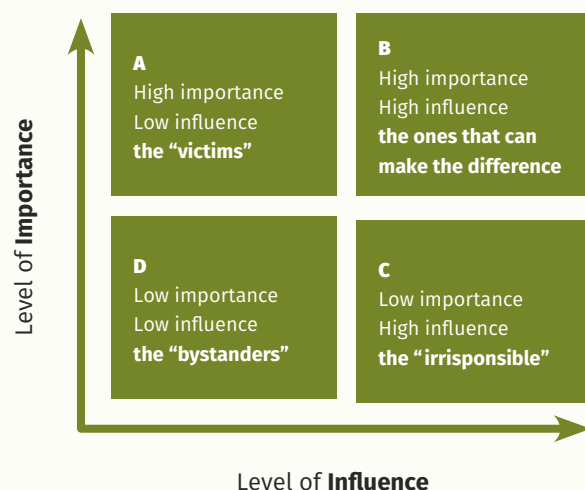 Level of Importance
A
High importance
Low influence
the “victims”
B
High importance
High influence
the ones that can
make the difference
D
Low importance
Low influence
the “bystanders”
C
Low importance
High influence
the “irrisponsible”
Level of Influence